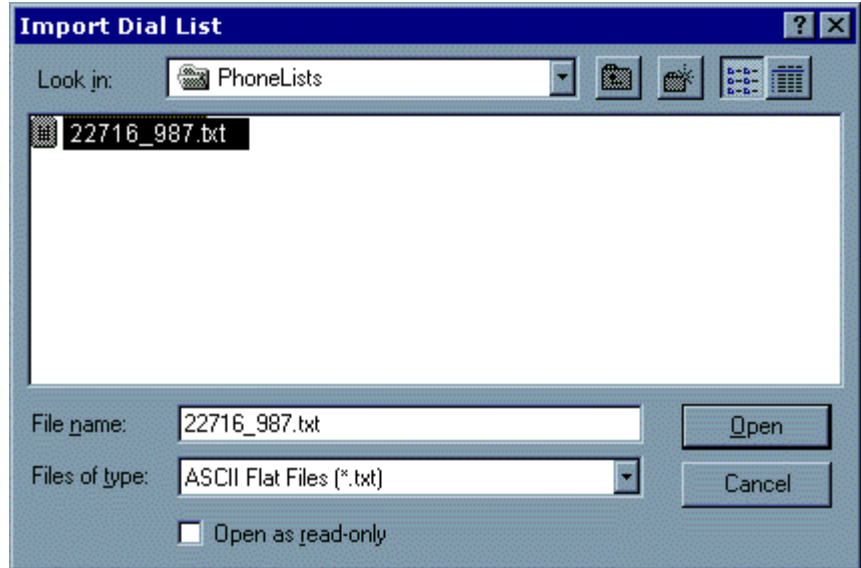 Import Dial List
Look in: PhoneLists
22716_987.txt
File name: 22716_987.txt Open
Files of type: ASCII Flat Files (*.txt) Cancel
Open as read-only